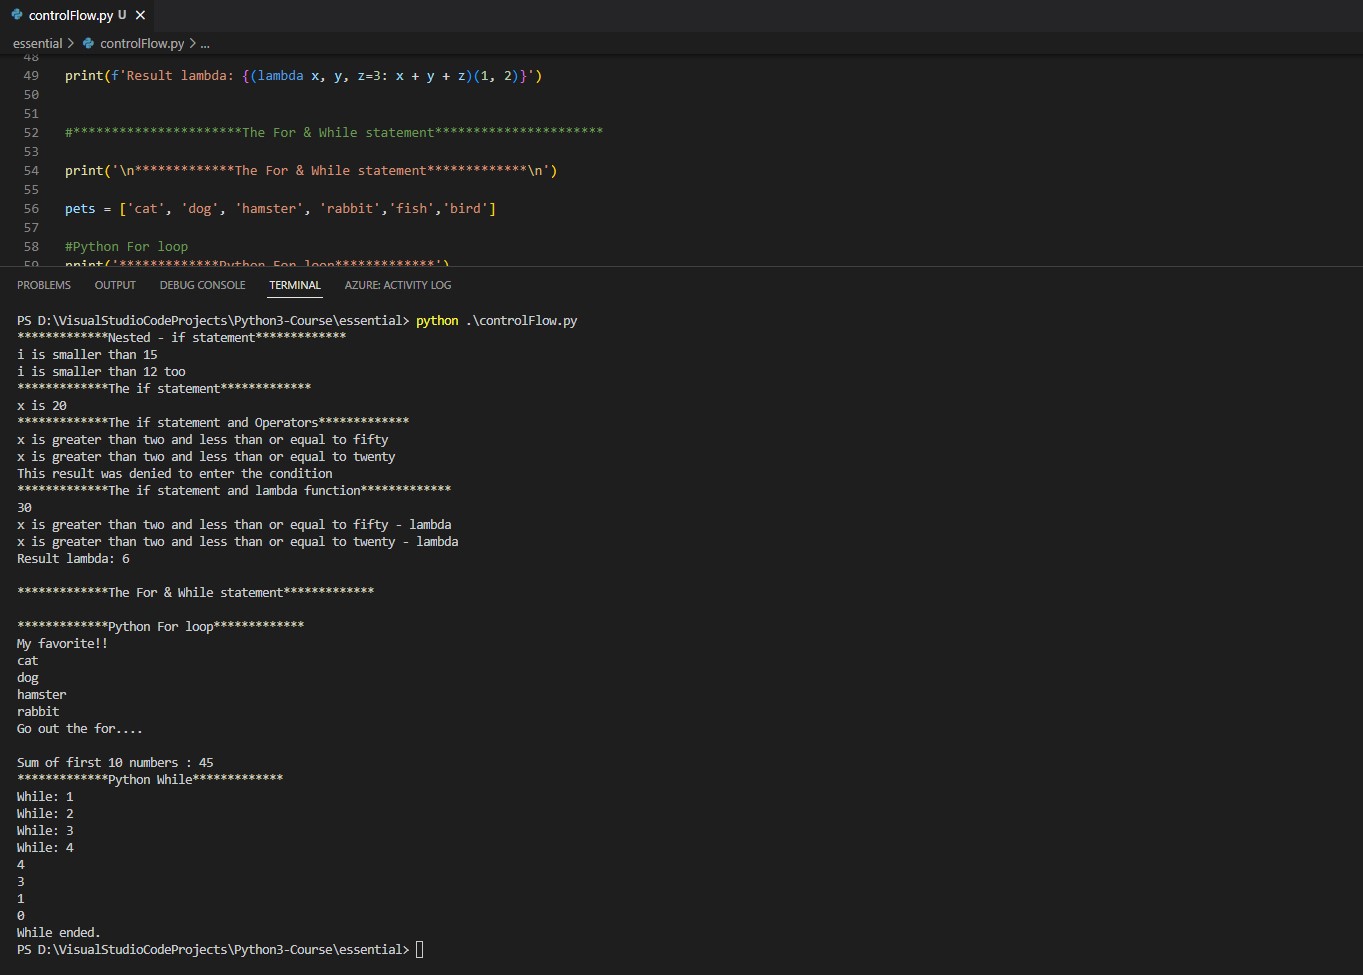 controlFlow.py U ×
essential > controlFlow.py > ...
48
49 print(f'Result lambda: {(lambda x, y, z=3: x + y + z)(1, 2)}')
50
51
52 #**********************The For & While statement**********************
53
54 print('\n*************The For & While statement*************\n')
55
56 pets = ['cat', 'dog', 'hamster', 'rabbit','fish','bird']
57
58 #Python For loop
59 print('*************Python For loop*************')
PROBLEMS OUTPUT DEBUG CONSOLE TERMINAL AZURE: ACTIVITY LOG
PS D:\VisualStudioCodeProjects\Python3-Course\essential> python .\controlFlow.py
*************Nested - if statement*************
i is smaller than 15
i is smaller than 12 too
*************The if statement*************
x is 20
*************The if statement and Operators*************
x is greater than two and less than or equal to fifty
x is greater than two and less than or equal to twenty
This result was denied to enter the condition
*************The if statement and lambda function*************
30
x is greater than two and less than or equal to fifty - lambda
x is greater than two and less than or equal to twenty - lambda
Result lambda: 6
*************The For & While statement*************
*************Python For loop*************
My favorite!!
cat
dog
hamster
rabbit
Go out the for....
Sum of first 10 numbers : 45
*************Python While*************
While: 1
While: 2
While: 3
While: 4
4
3
1
0
While ended.
PS D:\VisualStudioCodeProjects\Python3-Course\essential>